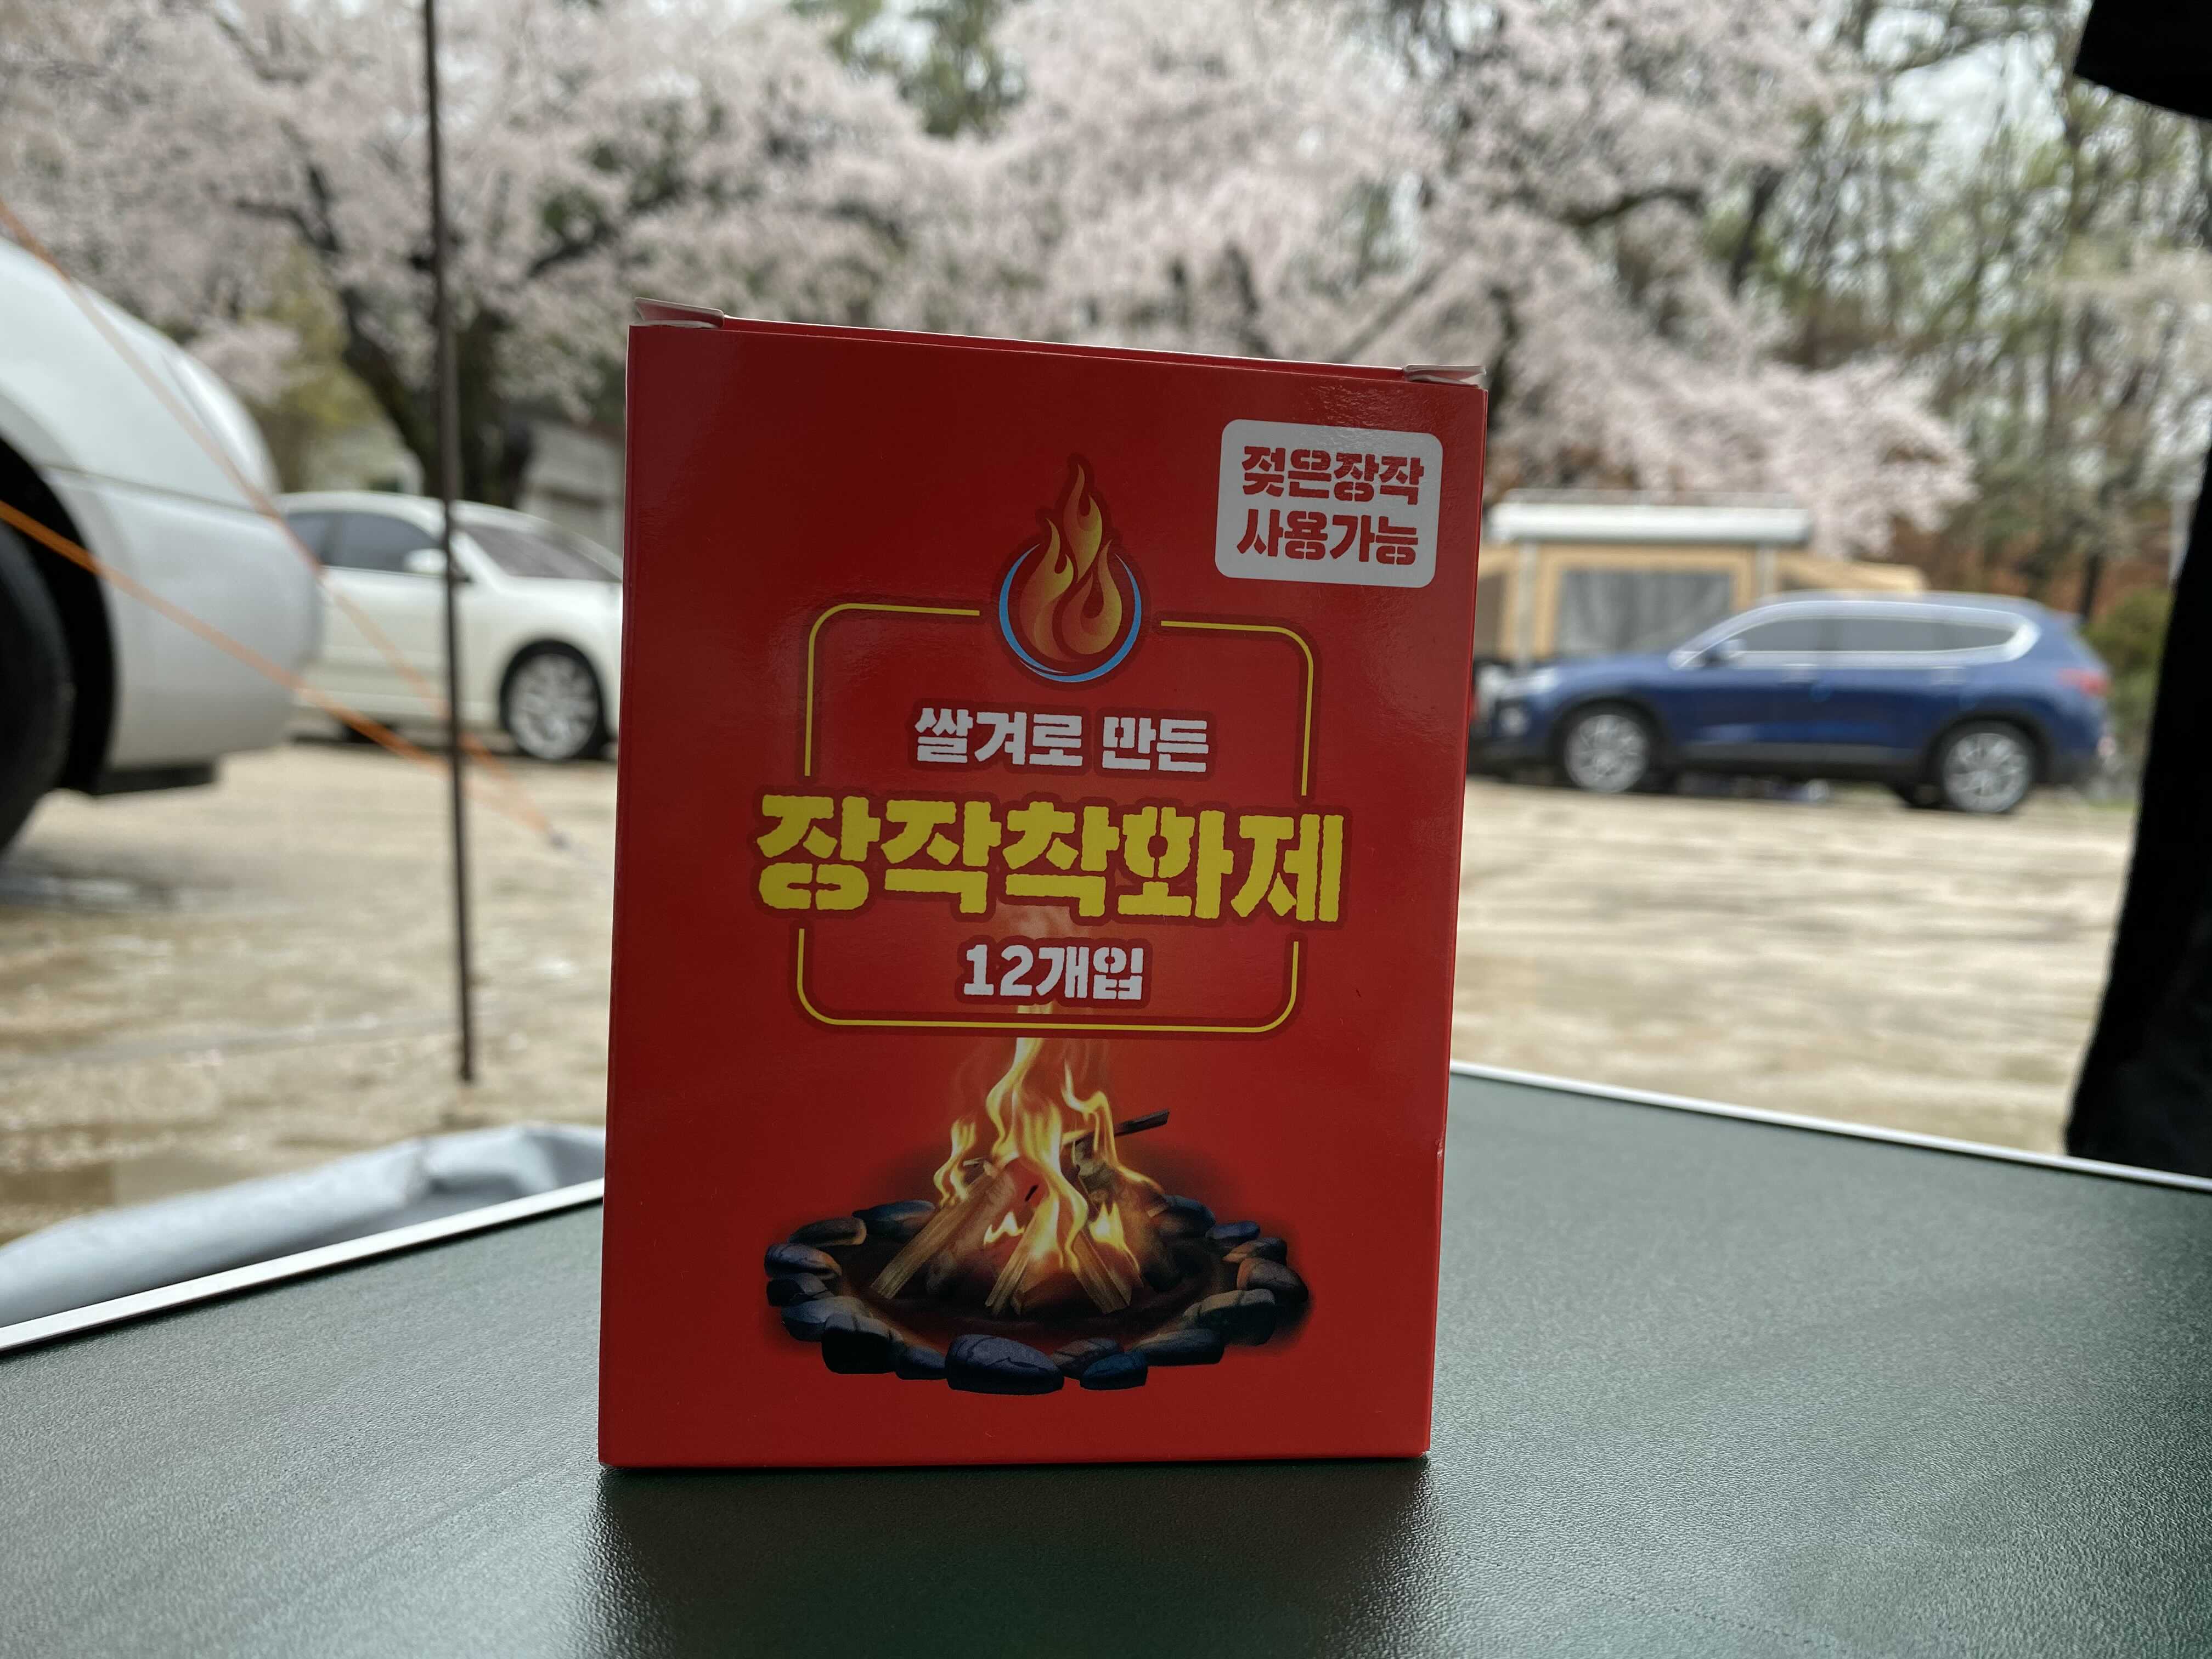 젖은장작
사용가능
쌀겨로 만든
장작착화제
12개입